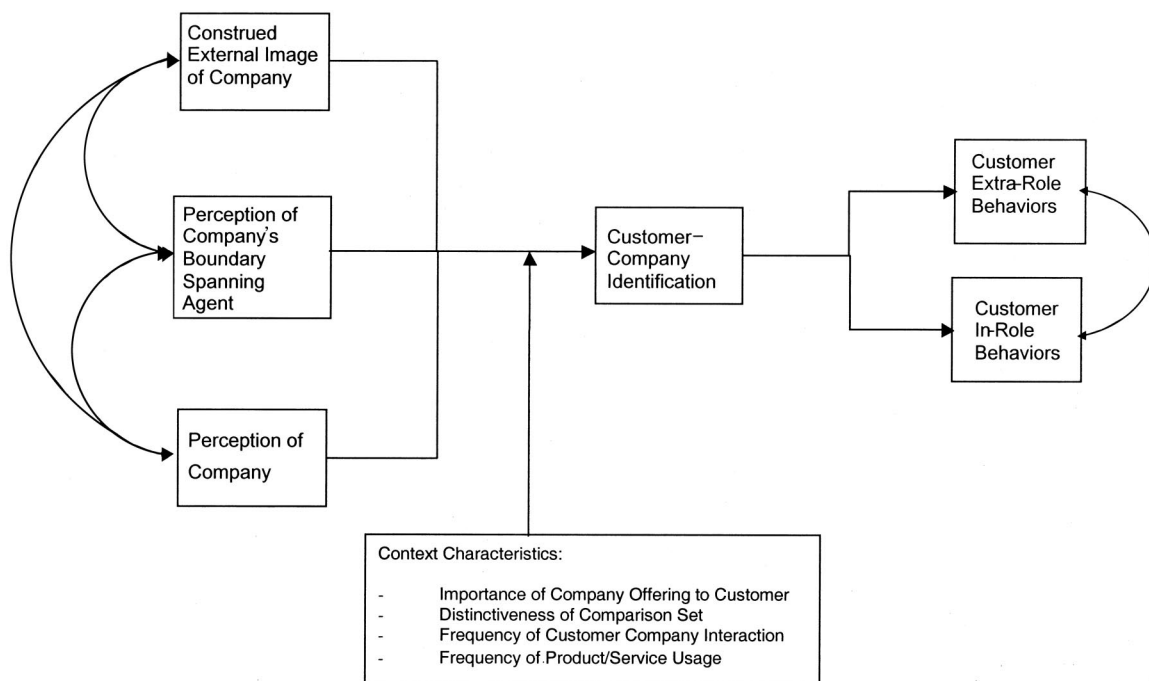 Construed
External Image
of Company
Perception of
Company's
Boundary
Spanning
Agent
Perception of
Company
Customer–
Company
Identification
Customer
Extra-Role
Behaviors
Customer
In-Role
Behaviors
Context Characteristics:
- Importance of Company Offering to Customer
- Distinctiveness of Comparison Set
- Frequency of Customer Company Interaction
- Frequency of Product/Service Usage